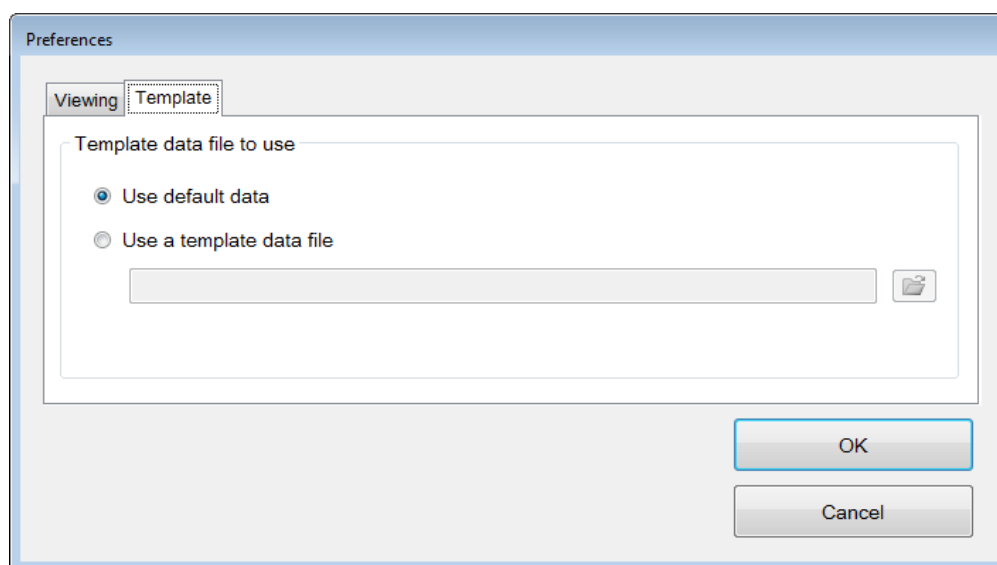 Preferences
Viewing Template
Template data file to use
Use default data
Use a template data file
OK
Cancel